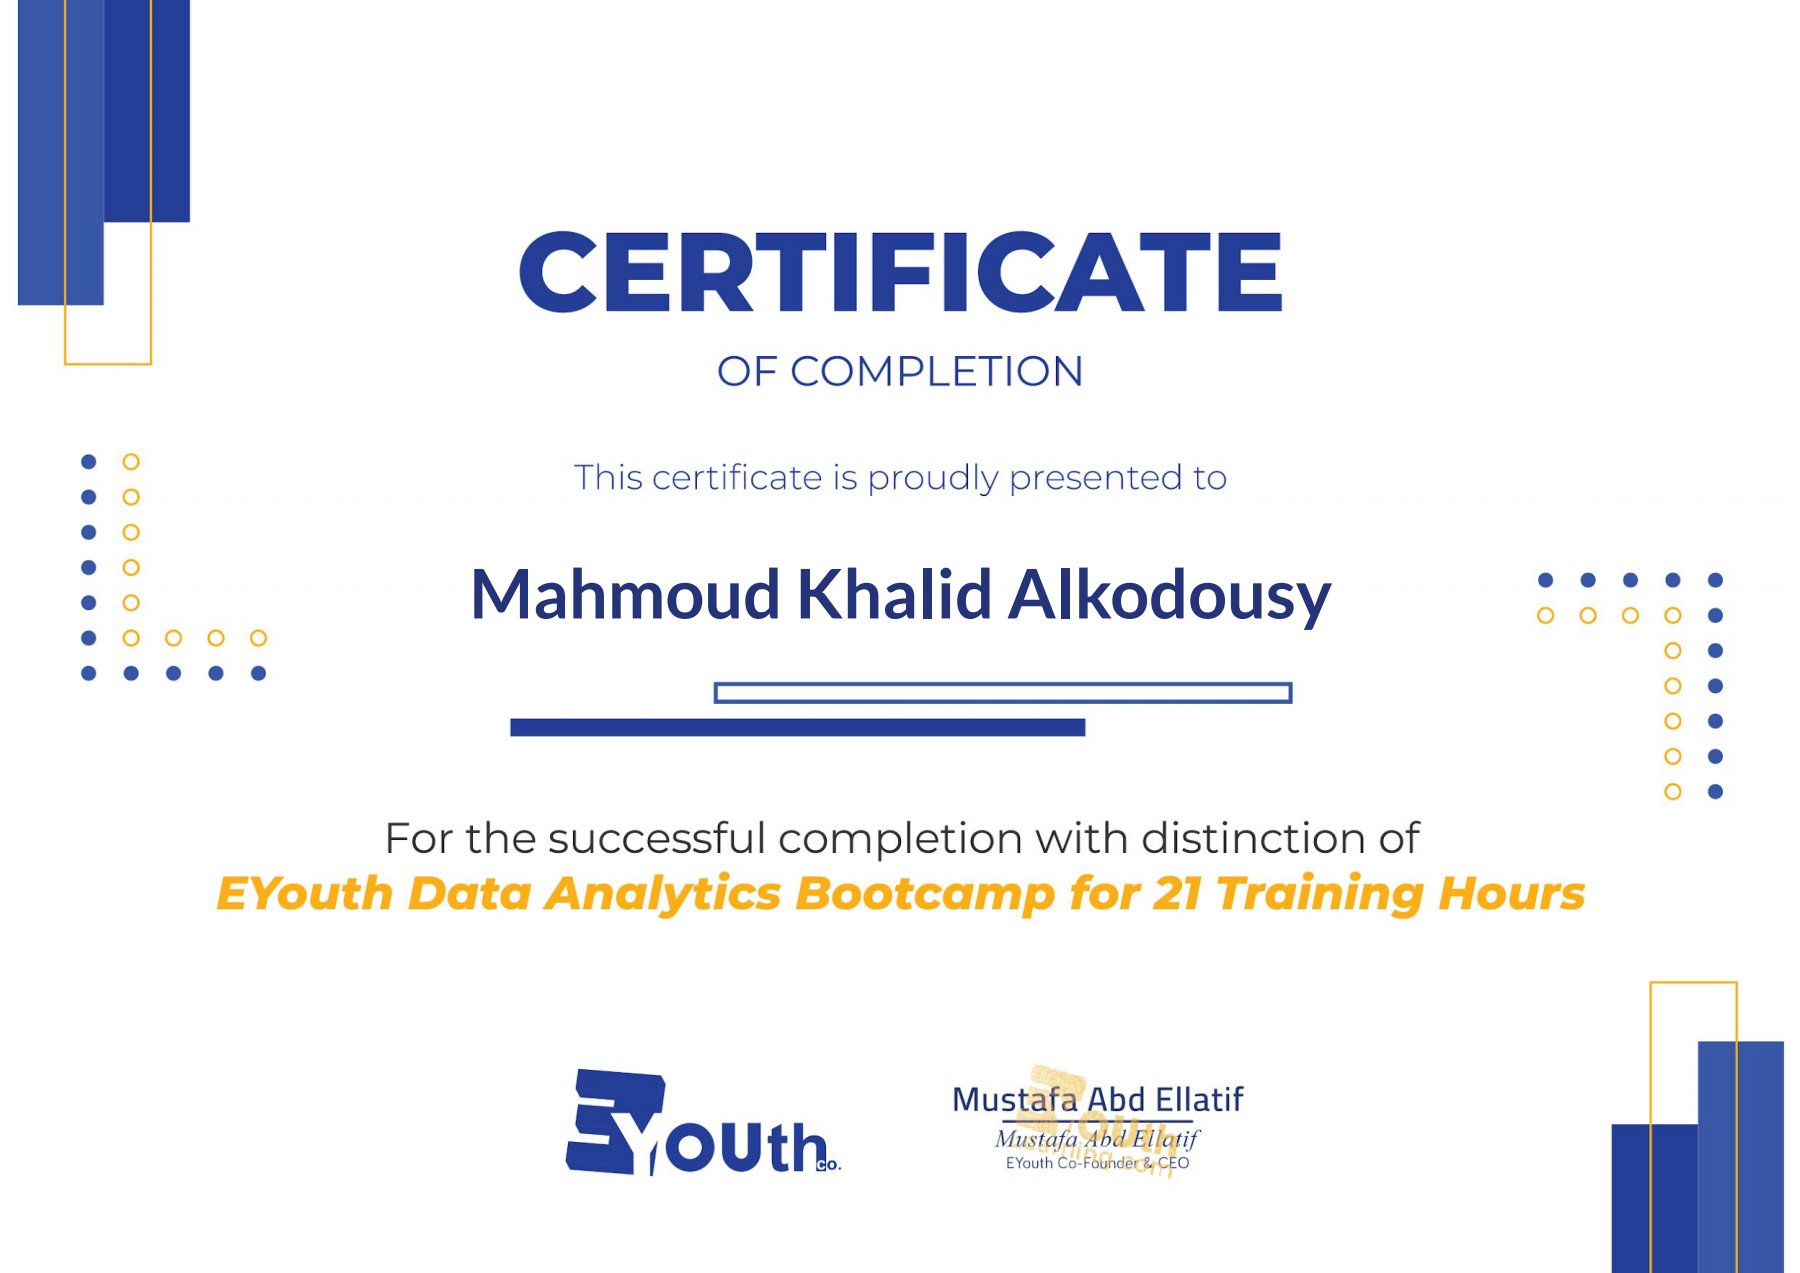 CERTIFICATE
OF COMPLETION
This certificate is proudly presented to
Mahmoud Khalid Alkodousy
For the successful completion with distinction of
EYouth Data Analytics Bootcamp for 21 Training Hours
EYouth co.
Mustafa Abd Ellatif
Mustafa Abd Ellatif
EYouth Co-Founder & CEO